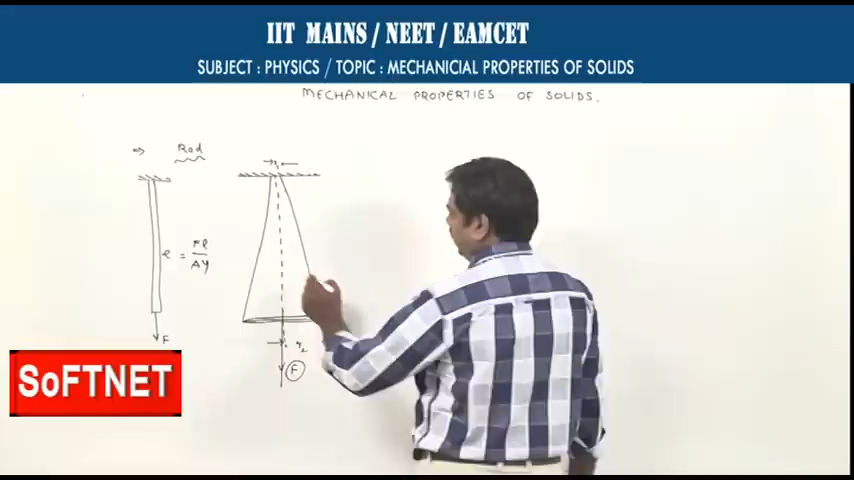 IIT MAINS / NEET / EAMCET
SUBJECT : PHYSICS / TOPIC : MECHANICIAL PROPERTIES OF SOLIDS
MECHANICAL PROPERTIES OF SOLIDS.
Rod
e = Fl / AY
F
r₂
F
SoFTNET